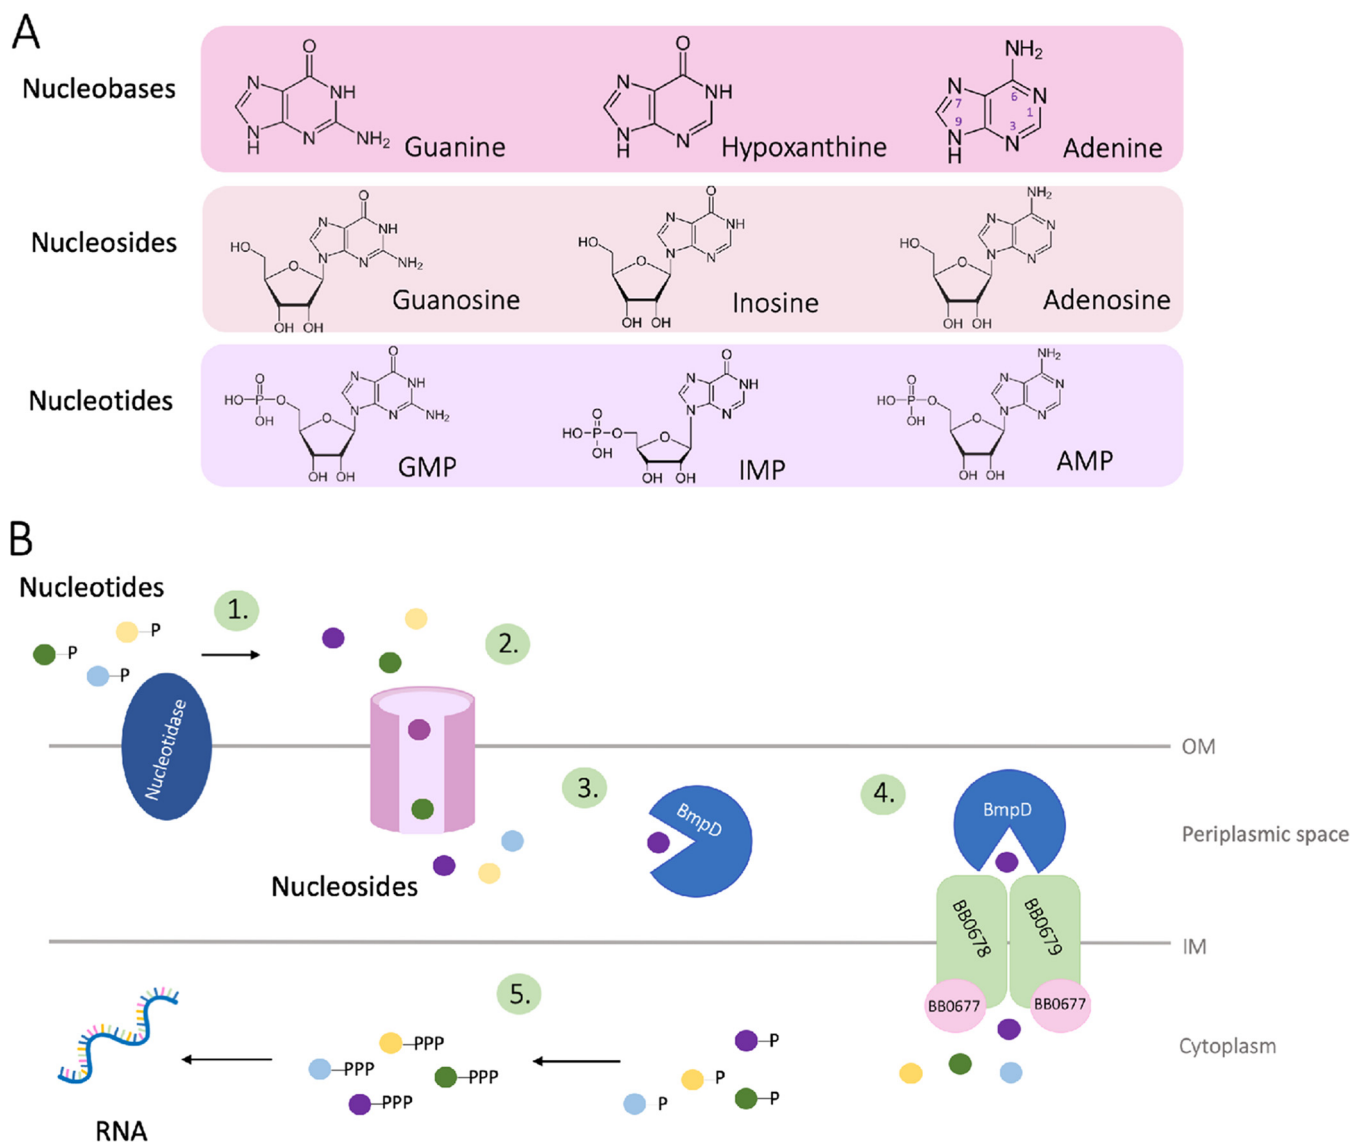 A
Nucleobases
O
N
NH
N
H
N
NH₂
Guanine
O
N
NH
N
H
N
Hypoxanthine
NH₂
N
7
6
N
1
9
N
H
3
N
Adenine
Nucleosides
O
N
NH
HO
O
N
N
NH₂
OH OH
Guanosine
O
N
NH
HO
O
N
N
OH OH
Inosine
NH₂
N
N
HO
O
N
N
OH OH
Adenosine
Nucleotides
O
N
NH
O
HO-P-O
OH
O
N
N
NH₂
OH OH
GMP
O
N
NH
N
N
O
HO-P-O
OH
O
OH OH
IMP
NH₂
N
N
O
HO-P-O
OH
O
N
N
OH OH
AMP
B
Nucleotides
1.
P
P
P
2.
Nucleotidase
OM
3.
BmpD
4.
BmpD
Periplasmic space
Nucleosides
BB0678
BB0679
IM
5.
BB0677
BB0677
PPP
PPP
PPP
PPP
P
P
P
P
Cytoplasm
RNA